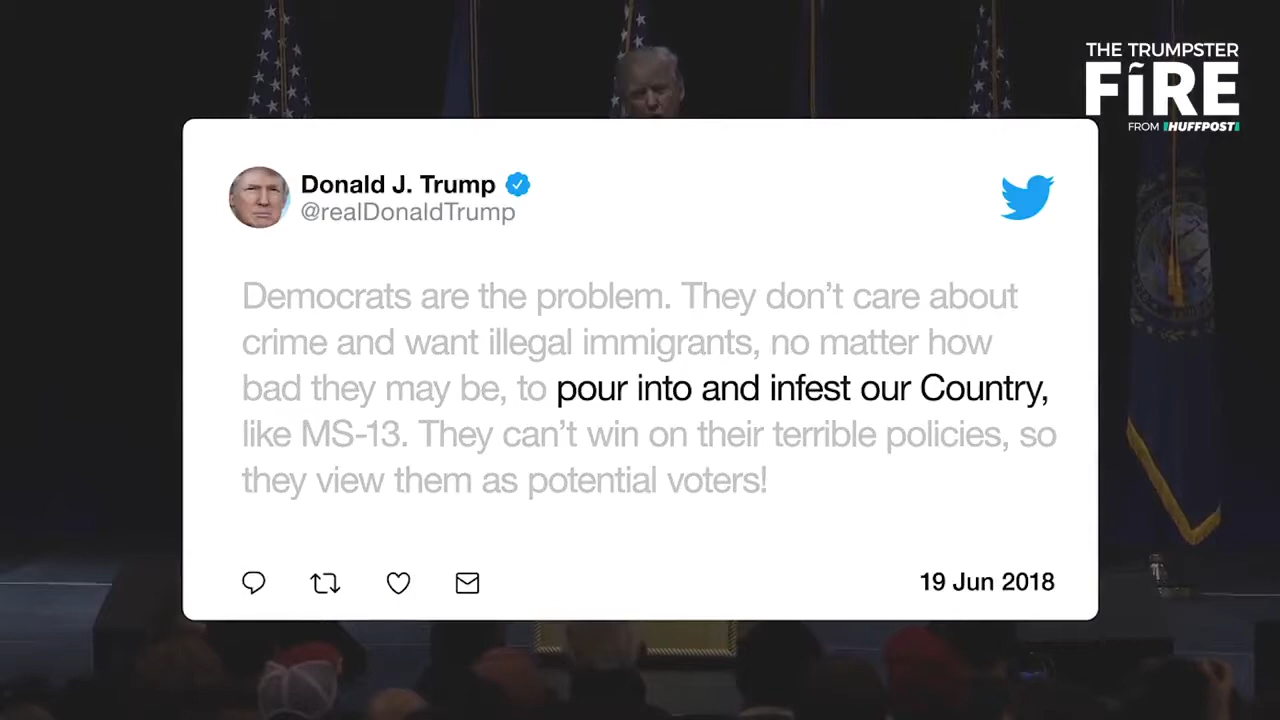 THE TRUMPSTER
FIRE
FROM HUFFPOST
Donald J. Trump
@realDonaldTrump
Democrats are the problem. They don’t care about
crime and want illegal immigrants, no matter how
bad they may be, to pour into and infest our Country,
like MS-13. They can’t win on their terrible policies, so
they view them as potential voters!
19 Jun 2018